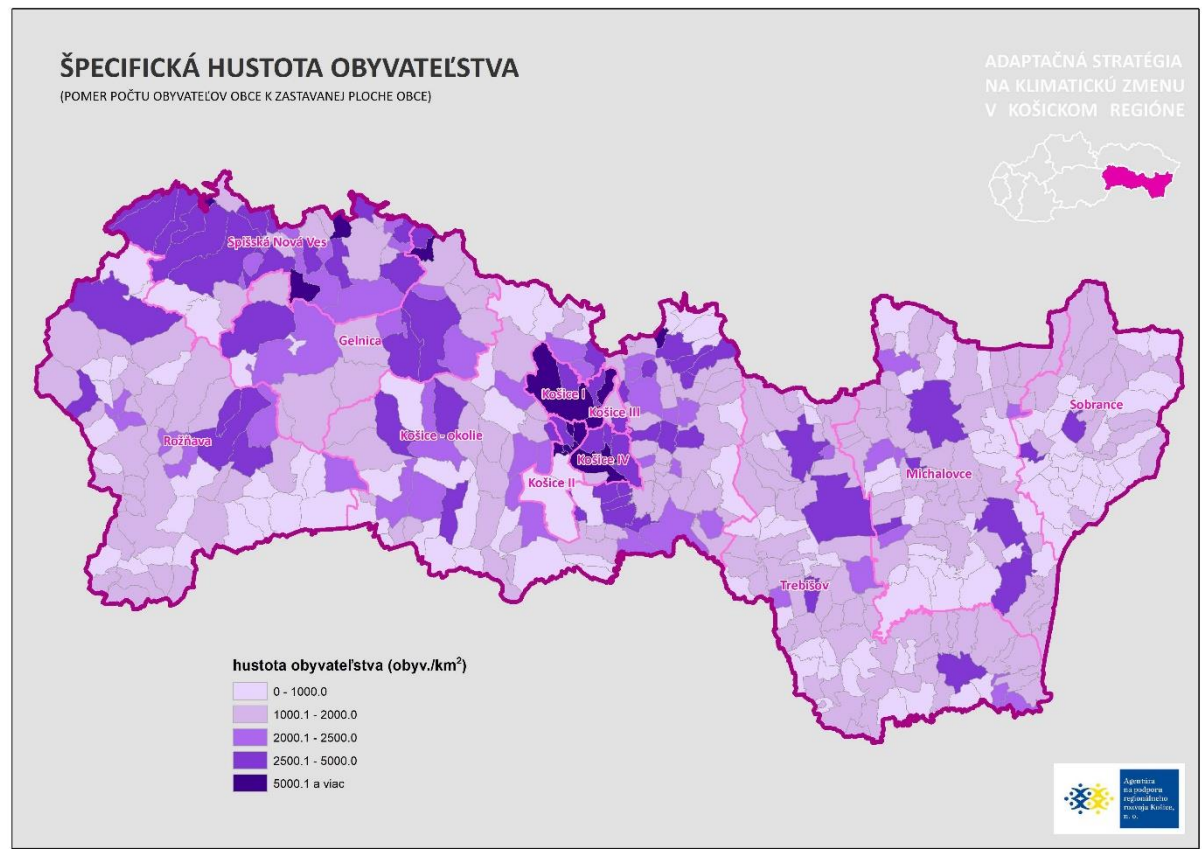 ŠPECIFICKÁ HUSTOTA OBYVATEĽSTVA
(POMER POČTU OBYVATEĽOV OBCE K ZASTAVANEJ PLOCHE OBCE)
ADAPTAČNÁ STRATÉGIA
NA KLIMATICKÚ ZMENU
V KOŠICKOM REGIÓNE
Spišská Nová Ves
Gelnica
Košice I
Košice III
Sobrance
Rožňava
Košice - okolie
Košice IV
Michalovce
Košice II
Trebišov
hustota obyvateľstva (obyv./km²)
0 - 1000.0
1000.1 - 2000.0
2000.1 - 2500.0
2500.1 - 5000.0
5000.1 a viac
Agentúra
na podporu
regionálneho
rozvoja Košice,
n. o.